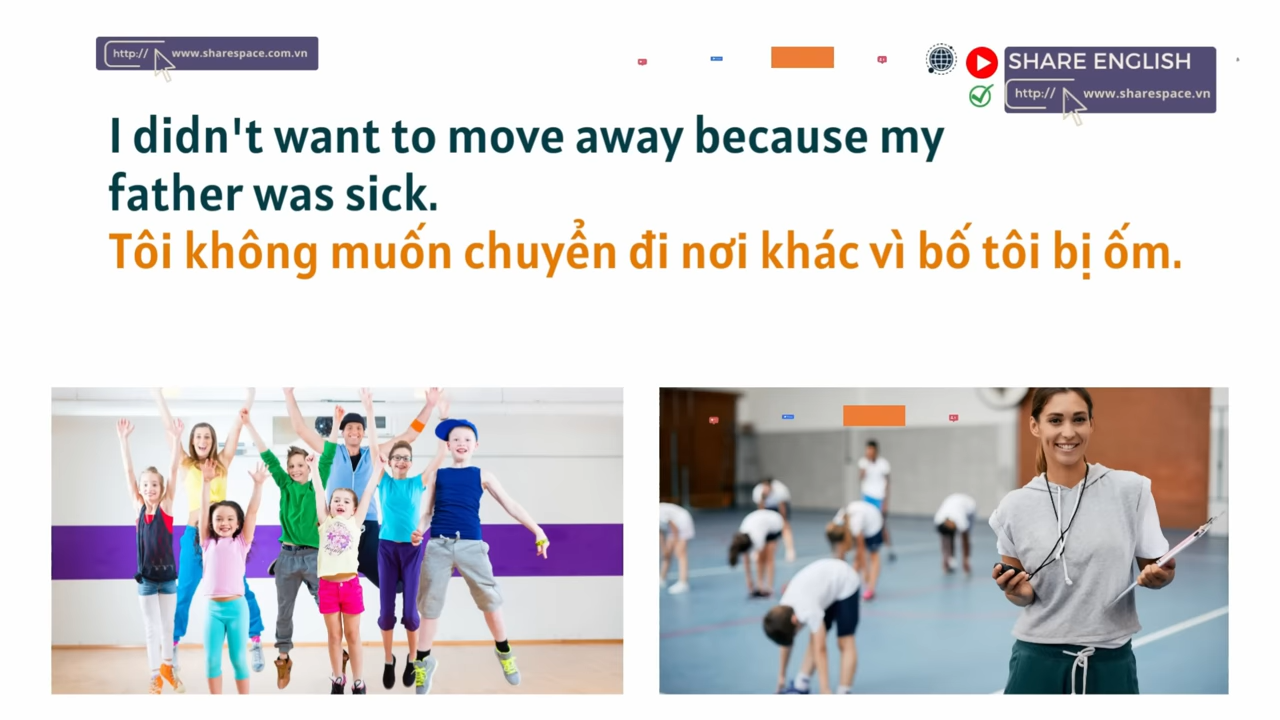 http:// www.sharespace.com.vn
SHARE ENGLISH
http:// www.sharespace.vn
I didn't want to move away because my
father was sick.
Tôi không muốn chuyển đi nơi khác vì bố tôi bị ốm.